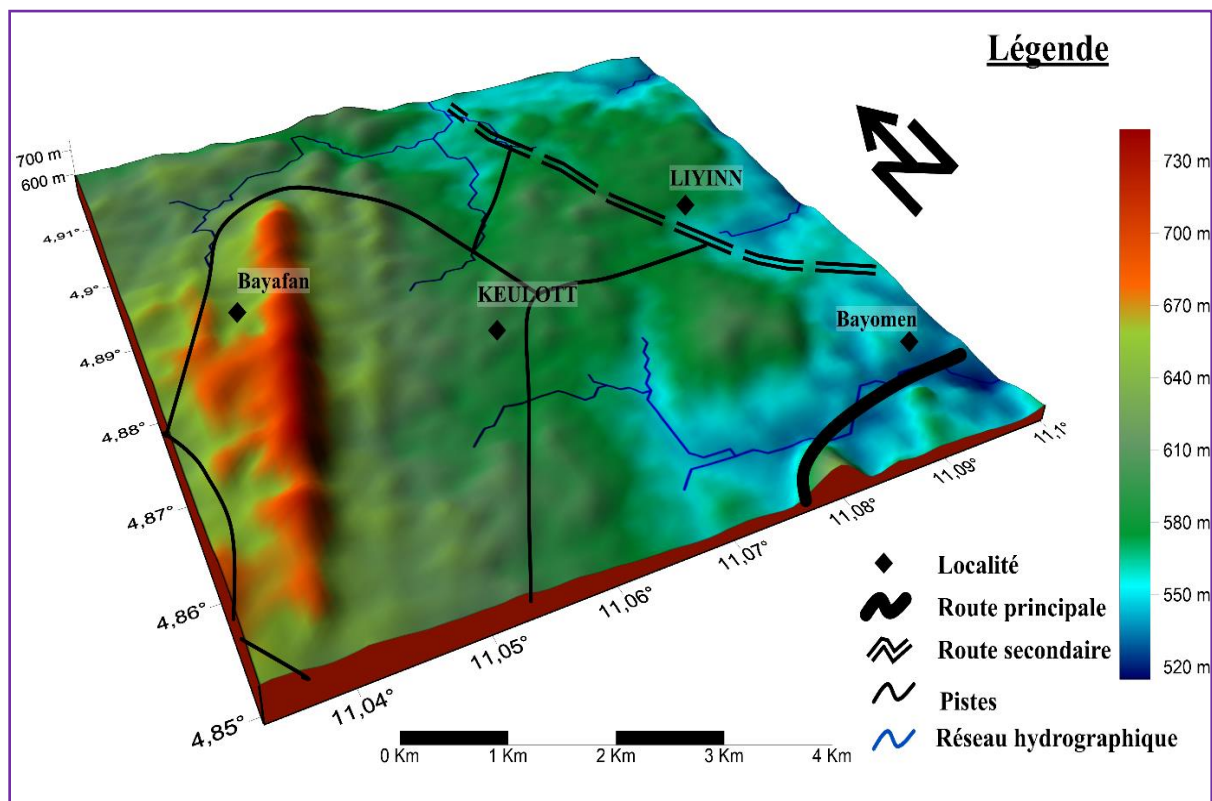 Légende
N
700 m
600 m
4,91°
4,9°
4,89°
4,88°
4,87°
4,86°
4,85°
11,04°
11,05°
11,06°
11,07°
11,08°
11,09°
11,1°
LIYINN
Bayafan
KEULOTT
Bayomen
730 m
700 m
670 m
640 m
610 m
580 m
550 m
520 m
Localité
Route principale
Route secondaire
Pistes
Réseau hydrographique
0 Km 1 Km 2 Km 3 Km 4 Km